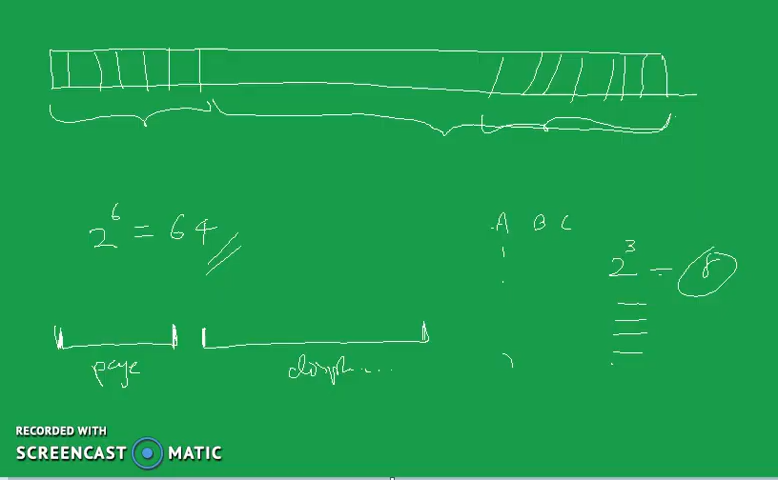 2^6 = 64
A B C
2^3 = 8
page
RECORDED WITH
SCREENCAST MATIC